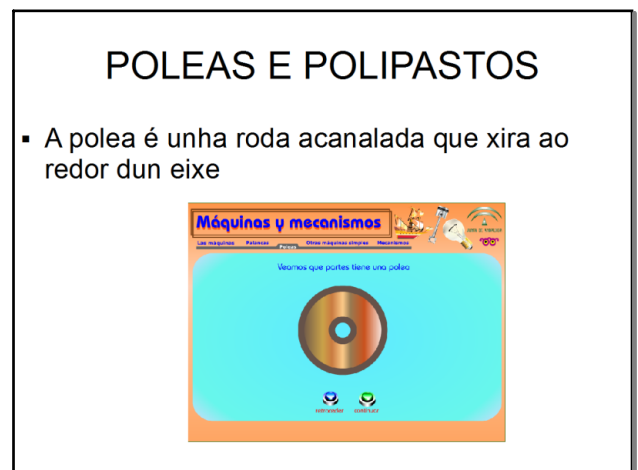 POLEAS E POLIPASTOS
▪ A polea é unha roda acanalada que xira ao
redor dun eixe
Máquinas y mecanismos
Las máquinas Palancas Poleas Otras máquinas simples Mecanismos
Veamos que partes tiene una polea
retroceder continuar